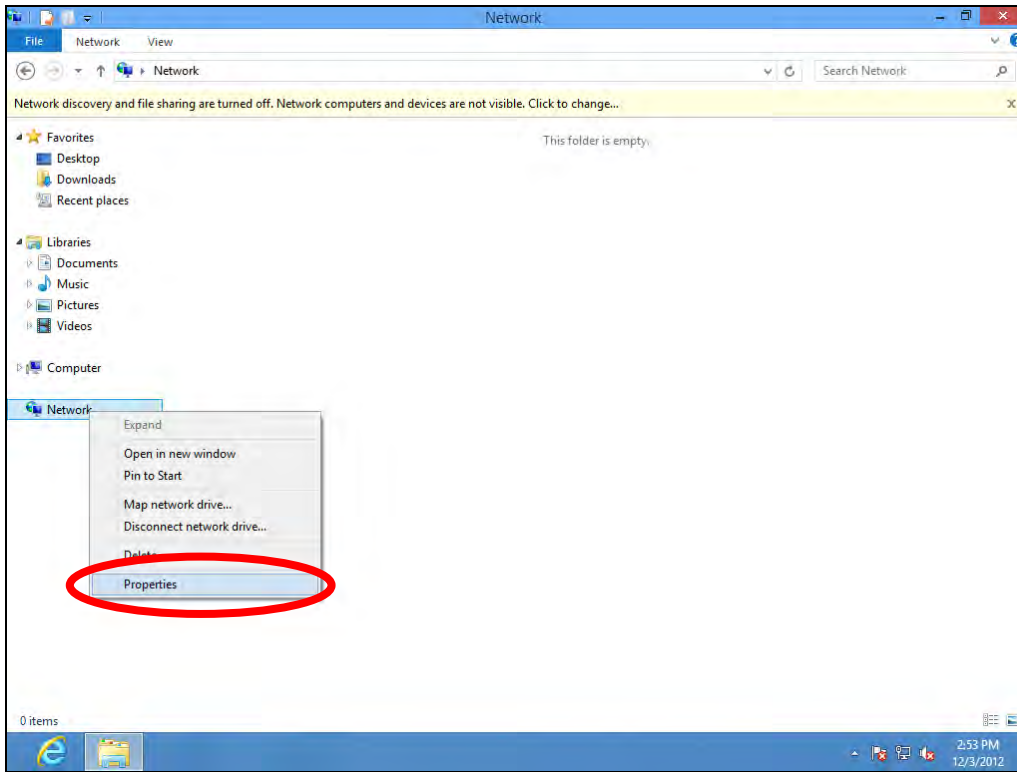 Network
File Network View
Network
Search Network
Network discovery and file sharing are turned off. Network computers and devices are not visible. Click to change...
Favorites
This folder is empty.
Desktop
Downloads
Recent places
Libraries
Documents
Music
Pictures
Videos
Computer
Network
Expand
Open in new window
Pin to Start
Map network drive...
Disconnect network drive...
Delete
Properties
0 items
2:53 PM
12/3/2012